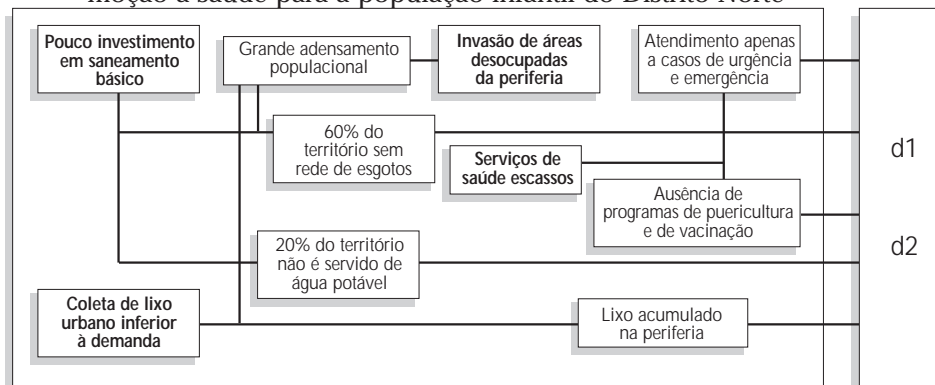 moção à saúde para a população infantil do Distrito Norte
Pouco investimento
em saneamento
básico
Grande adensamento
populacional
Invasão de áreas
desocupadas
da periferia
Atendimento apenas
a casos de urgência
e emergência
60% do
território sem
rede de esgotos
Serviços de
saúde escassos
Ausência de
programas de puericultura
e de vacinação
20% do território
não é servido de
água potável
Coleta de lixo
urbano inferior
à demanda
Lixo acumulado
na periferia
d1
d2